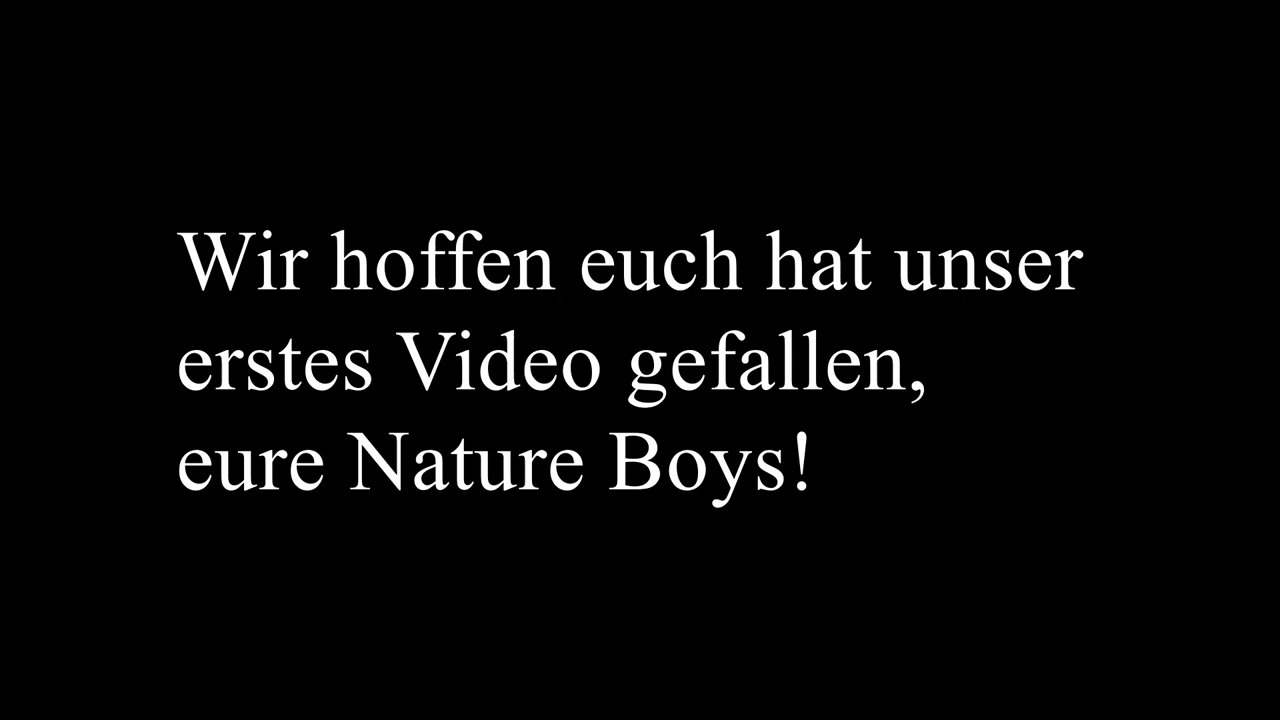 Wir hoffen euch hat unser
erstes Video gefallen,
eure Nature Boys!